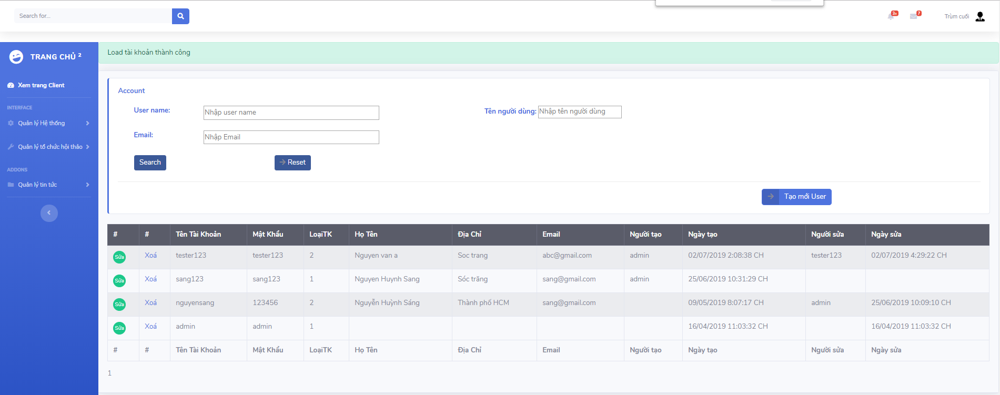 Search for...
3+
7
Trùm cuối
TRANG CHỦ 2
Load tài khoản thành công
Xem trang Client
INTERFACE
Quản lý Hệ thống
Quản lý tổ chức hội thảo
ADDONS
Quản lý tin tức
Account
User name: Nhập user name Tên người dùng: Nhập tên người dùng
Email: Nhập Email
Search Reset
Tạo mới User
# # Tên Tài Khoản Mật Khẩu LoạiTK Họ Tên Địa Chỉ Email Người tạo Ngày tạo Người sửa Ngày sửa
Sửa Xoá tester123 tester123 2 Nguyen van a Soc trang abc@gmail.com admin 02/07/2019 2:08:38 CH tester123 02/07/2019 4:29:22 CH
Sửa Xoá sang123 sang123 1 Nguyen Huynh Sang Sóc trăng sang@gmail.com admin 25/06/2019 10:31:29 CH
Sửa Xoá nguyensang 123456 2 Nguyễn Huỳnh Sáng Thành phố HCM sang@gmail.com 09/05/2019 8:07:17 CH admin 25/06/2019 10:09:10 CH
Sửa Xoá admin admin 1 16/04/2019 11:03:32 CH 16/04/2019 11:03:32 CH
# # Tên Tài Khoản Mật Khẩu LoạiTK Họ Tên Địa Chỉ Email Người tạo Ngày tạo Người sửa Ngày sửa
1